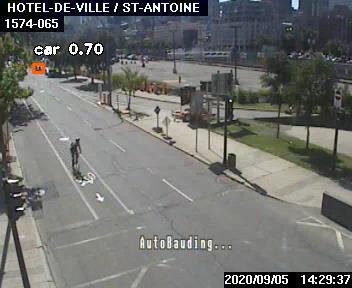 HOTEL-DE-VILLE / ST-ANTOINE
1574-065
car 0.70
AutoBauding...
2020/09/05 14:29:37